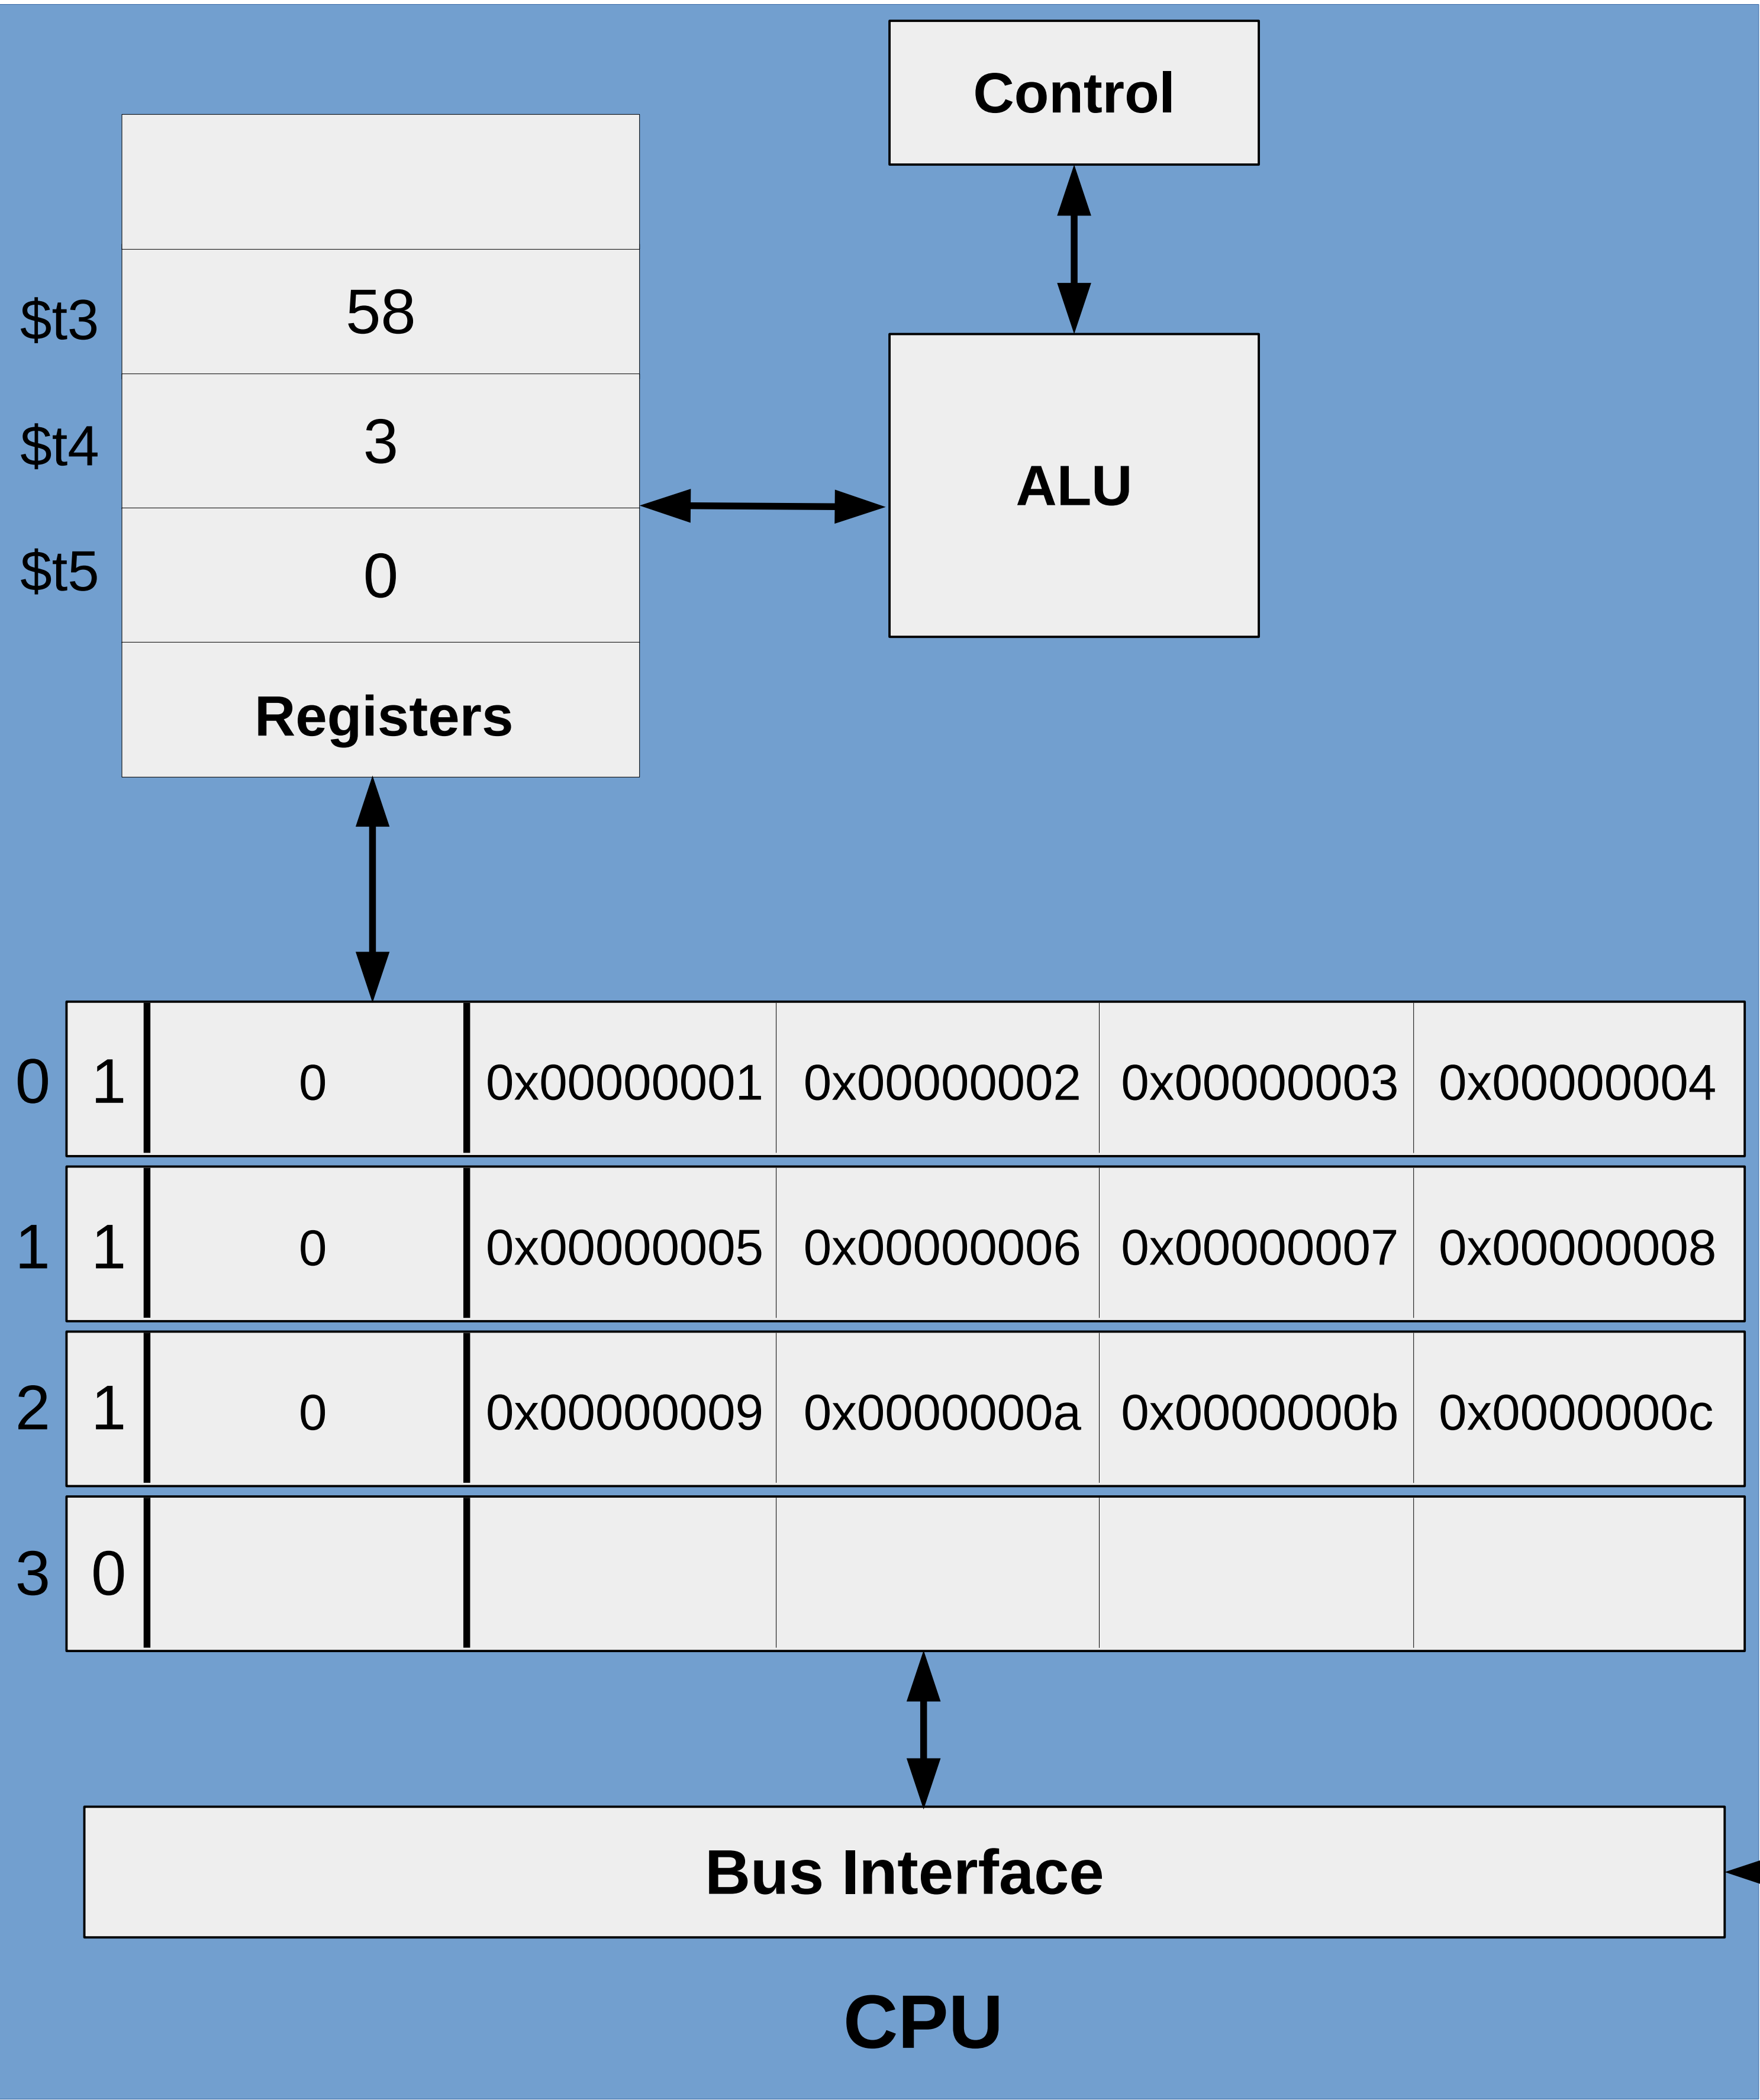 Control
$t3 58
$t4 3
ALU
$t5 0
Registers
0 1 0 0x00000001 0x00000002 0x00000003 0x00000004
1 1 0 0x00000005 0x00000006 0x00000007 0x00000008
2 1 0 0x00000009 0x0000000a 0x0000000b 0x0000000c
3 0
Bus Interface
CPU